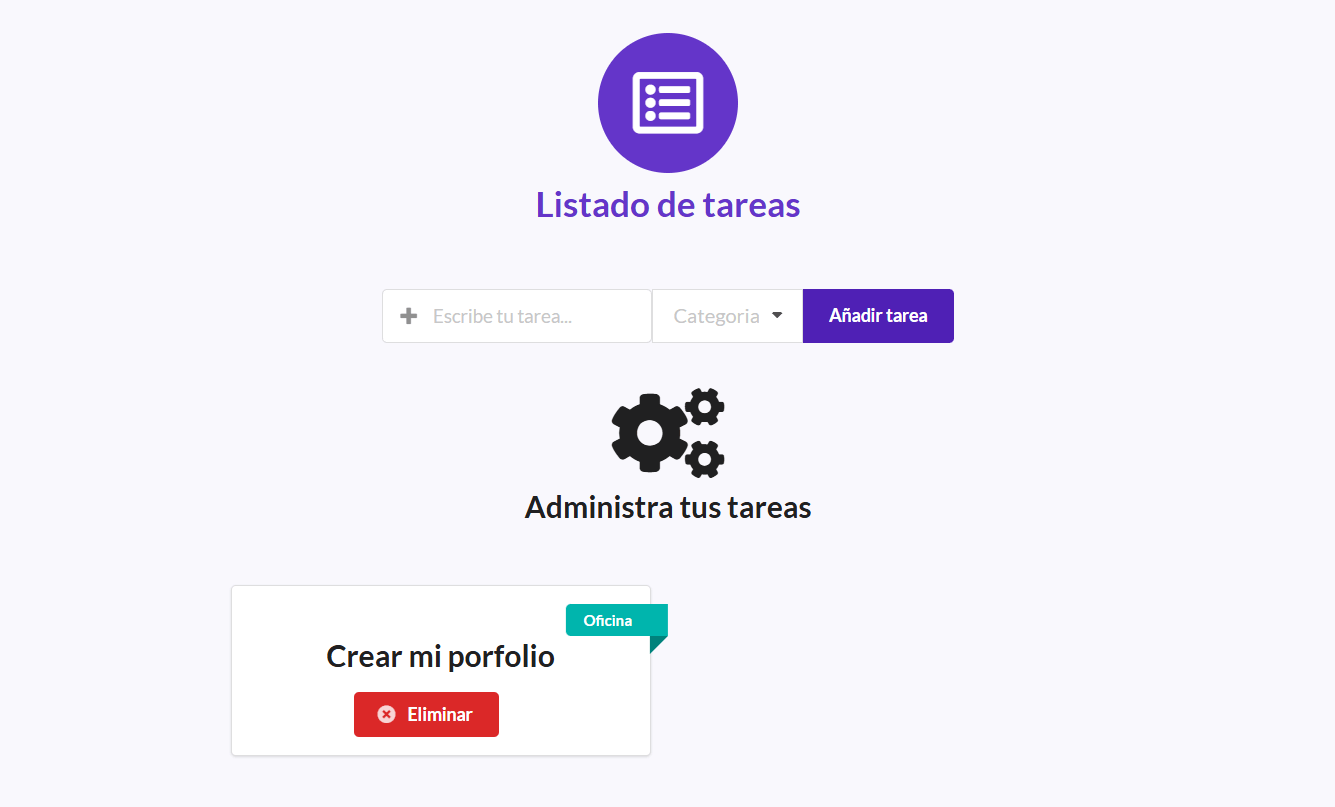 Listado de tareas
Escribe tu tarea... Categoria Añadir tarea
Administra tus tareas
Oficina
Crear mi porfolio
Eliminar